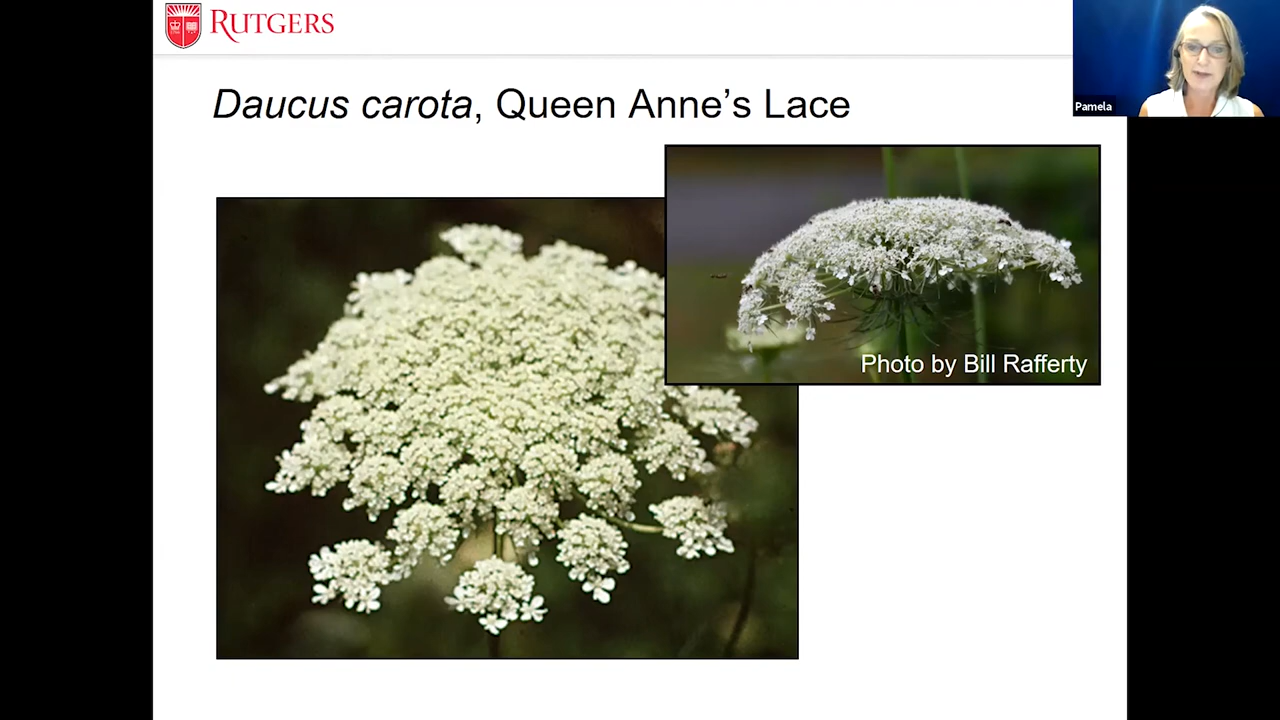 RUTGERS
Daucus carota, Queen Anne’s Lace
Pamela
Photo by Bill Rafferty